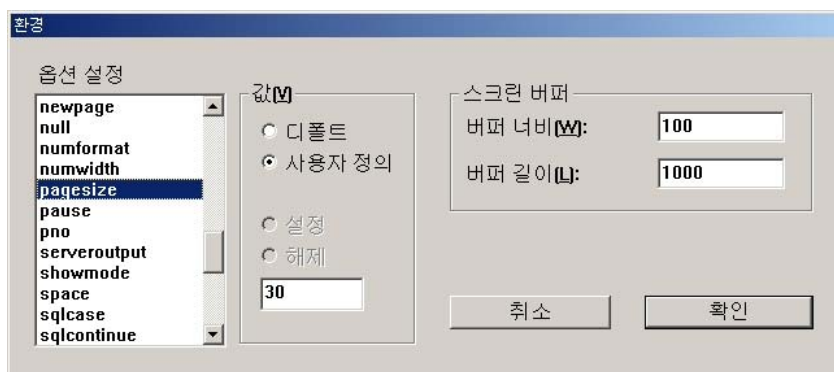 환경
옵션 설정
newpage
null
numformat
numwidth
pagesize
pause
pno
serveroutput
showmode
space
sqlcase
sqlcontinue
값(V)
디폴트
사용자 정의
설정
해제
30
스크린 버퍼
버퍼 너비(W): 100
버퍼 길이(L): 1000
취소
확인